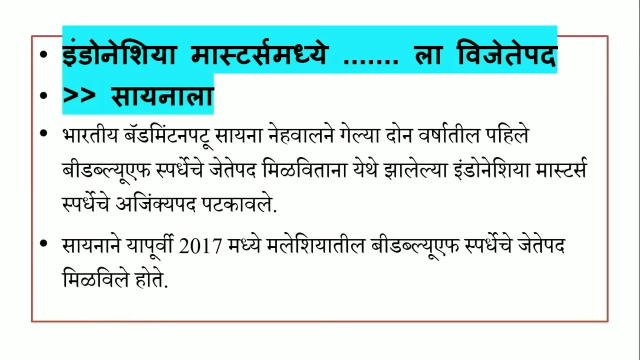 • इंडोनेशिया मास्टर्समध्ये ....... ला विजेतेपद
• >> सायनाला
• भारतीय बॅडमिंटनपटू सायना नेहवालने गेल्या दोन वर्षातील पहिले
बीडब्ल्यूएफ स्पर्धेचे जेतेपद मिळविताना येथे झालेल्या इंडोनेशिया मास्टर्स
स्पर्धेचे अजिंक्यपद पटकावले.
• सायनाने यापूर्वी 2017 मध्ये मलेशियातील बीडब्ल्यूएफ स्पर्धेचे जेतेपद
मिळविले होते.